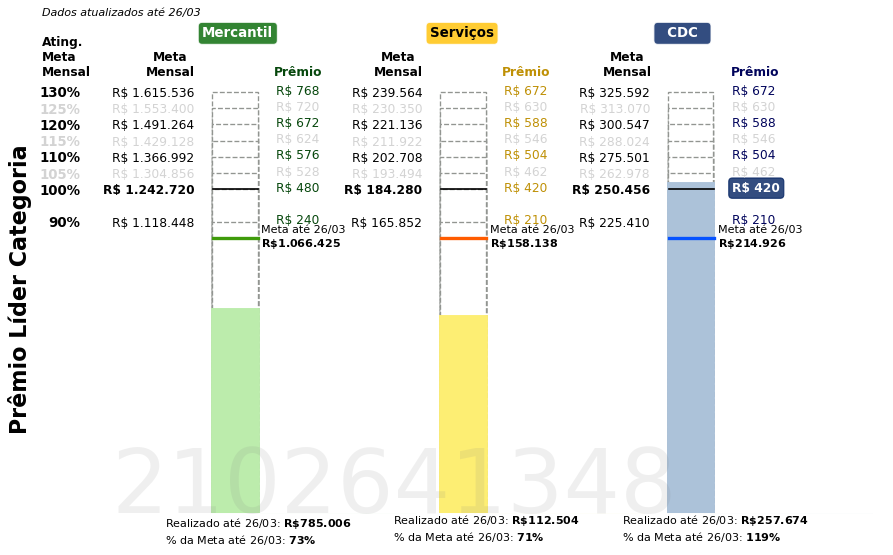 Dados atualizados até 26/03
Mercantil Serviços CDC
Ating. Meta Mensal
Meta Mensal Prêmio Meta Mensal Prêmio Meta Mensal Prêmio
130% R$ 1.615.536 R$ 768 R$ 239.564 R$ 672 R$ 325.592 R$ 672
125% R$ 1.553.400 R$ 720 R$ 230.350 R$ 630 R$ 313.070 R$ 630
120% R$ 1.491.264 R$ 672 R$ 221.136 R$ 588 R$ 300.547 R$ 588
115% R$ 1.429.128 R$ 624 R$ 211.922 R$ 546 R$ 288.024 R$ 546
110% R$ 1.366.992 R$ 576 R$ 202.708 R$ 504 R$ 275.501 R$ 504
105% R$ 1.304.856 R$ 528 R$ 193.494 R$ 462 R$ 262.978 R$ 462
100% R$ 1.242.720 R$ 480 R$ 184.280 R$ 420 R$ 250.456 R$ 420
90% R$ 1.118.448 R$ 240 R$ 165.852 R$ 210 R$ 225.410 R$ 210
Meta até 26/03 Meta até 26/03 Meta até 26/03
R$1.066.425 R$158.138 R$214.926
Prêmio Líder Categoria
2102641348
Realizado até 26/03: R$785.006 Realizado até 26/03: R$112.504 Realizado até 26/03: R$257.674
% da Meta até 26/03: 73% % da Meta até 26/03: 71% % da Meta até 26/03: 119%